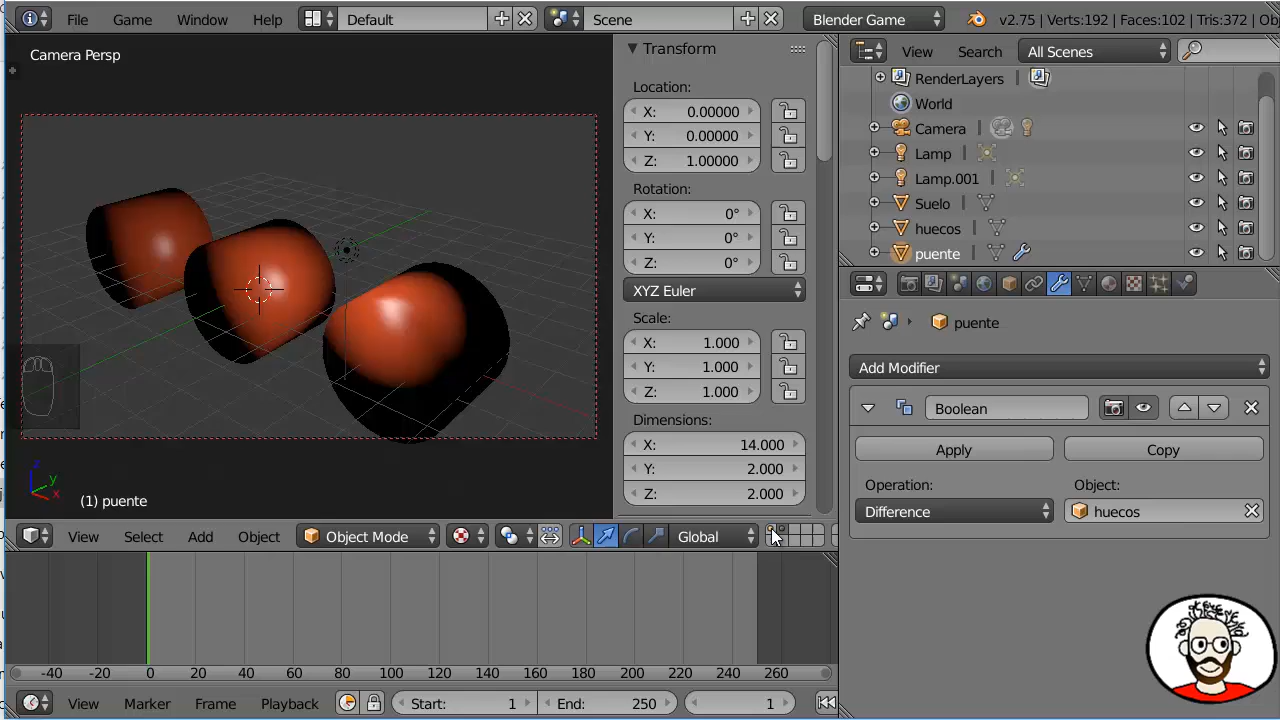 File Game Window Help Default Scene Blender Game v2.75 | Verts:192 | Faces:102 | Tris:372 | Ob
Camera Persp
Transform
Location:
X: 0.00000
Y: 0.00000
Z: 1.00000
Rotation:
X: 0°
Y: 0°
Z: 0°
XYZ Euler
Scale:
X: 1.000
Y: 1.000
Z: 1.000
Dimensions:
X: 14.000
Y: 2.000
Z: 2.000
z
y
x
(1) puente
View Select Add Object Object Mode Global
View Search All Scenes
RenderLayers
World
Camera
Lamp
Lamp.001
Suelo
huecos
puente
puente
Add Modifier
Boolean
Apply Copy
Operation: Object:
Difference huecos
-40 -20 0 20 40 60 80 100 120 140 160 180 200 220 240 260
View Marker Frame Playback Start: 1 End: 250 1